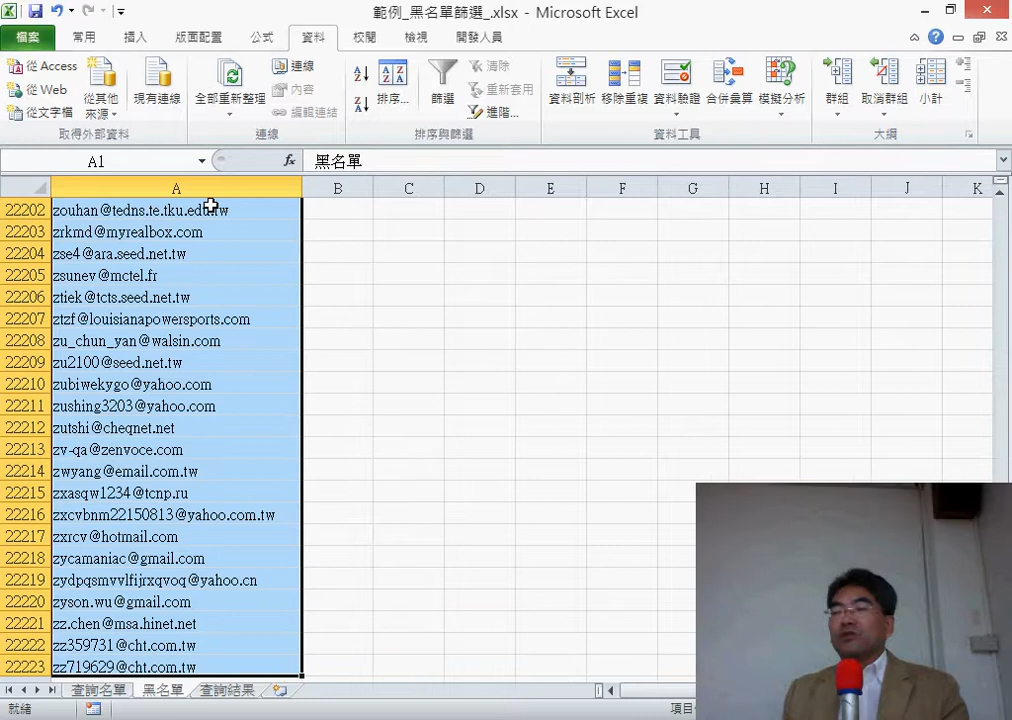 範例_黑名單篩選_.xlsx - Microsoft Excel
檔案 常用 插入 版面配置 公式 資料 校閱 檢視 開發人員
從 Access
從 Web
從文字檔
從其他
來源
現有連線
取得外部資料
全部重新整理
連線
內容
編輯連結
連線
排序...
篩選
清除
重新套用
進階...
排序與篩選
資料剖析 移除重複 資料驗證 合併彙算 模擬分析
資料工具
群組 取消群組 小計
大綱
A1 fx 黑名單
A B C D E F G H I J K
22202 zouhan@tedns.te.tku.edu.tw
22203 zrkmd@myrealbox.com
22204 zse4@ara.seed.net.tw
22205 zsunev@mctel.fr
22206 ztiek@tcts.seed.net.tw
22207 ztzf@louisianapowersports.com
22208 zu_chun_yan@walsin.com
22209 zu2100@seed.net.tw
22210 zubiwekygo@yahoo.com
22211 zushing3203@yahoo.com
22212 zutshi@cheqnet.net
22213 zv-qa@zenvoce.com
22214 zwyang@email.com.tw
22215 zxasqw1234@tcnp.ru
22216 zxcvbnm22150813@yahoo.com.tw
22217 zxrcv@hotmail.com
22218 zycamaniac@gmail.com
22219 zydpqsmvvlfijrxqvoq@yahoo.cn
22220 zyson.wu@gmail.com
22221 zz.chen@msa.hinet.net
22222 zz359731@cht.com.tw
22223 zz719629@cht.com.tw
查詢名單 黑名單 查詢結果
就緒 項目